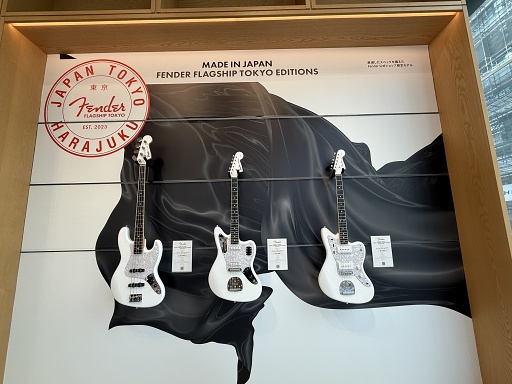 MADE IN JAPAN
FENDER FLAGSHIP TOKYO EDITIONS
JAPAN TOKYO
東京
Fender
FLAGSHIP TOKYO
EST. 2023
HARAJUKU